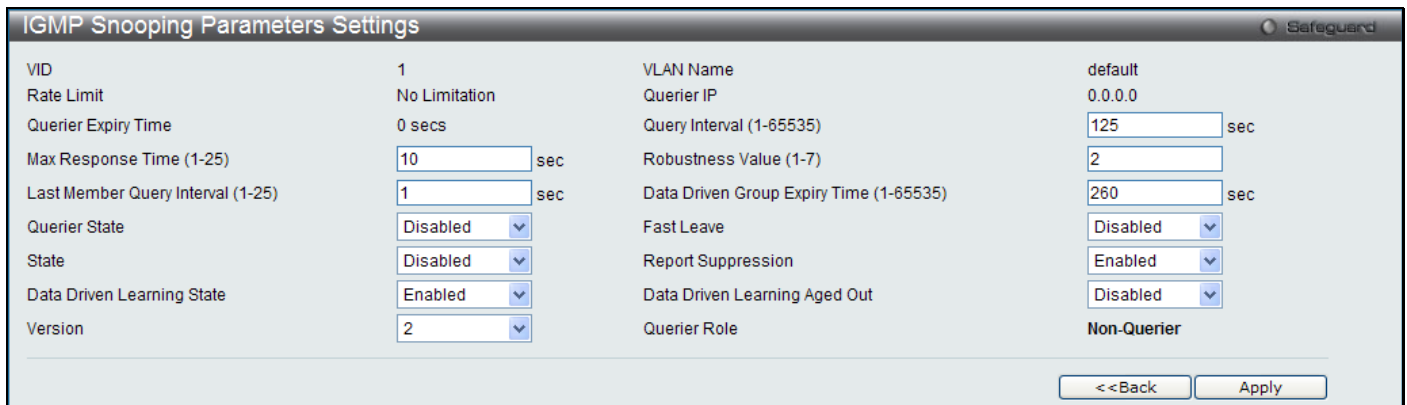 IGMP Snooping Parameters Settings Safeguard
VID 1 VLAN Name default
Rate Limit No Limitation Querier IP 0.0.0.0
Querier Expiry Time 0 secs Query Interval (1-65535) 125 sec
Max Response Time (1-25) 10 sec Robustness Value (1-7) 2
Last Member Query Interval (1-25) 1 sec Data Driven Group Expiry Time (1-65535) 260 sec
Querier State Disabled Fast Leave Disabled
State Disabled Report Suppression Enabled
Data Driven Learning State Enabled Data Driven Learning Aged Out Disabled
Version 2 Querier Role Non-Querier
<<Back Apply